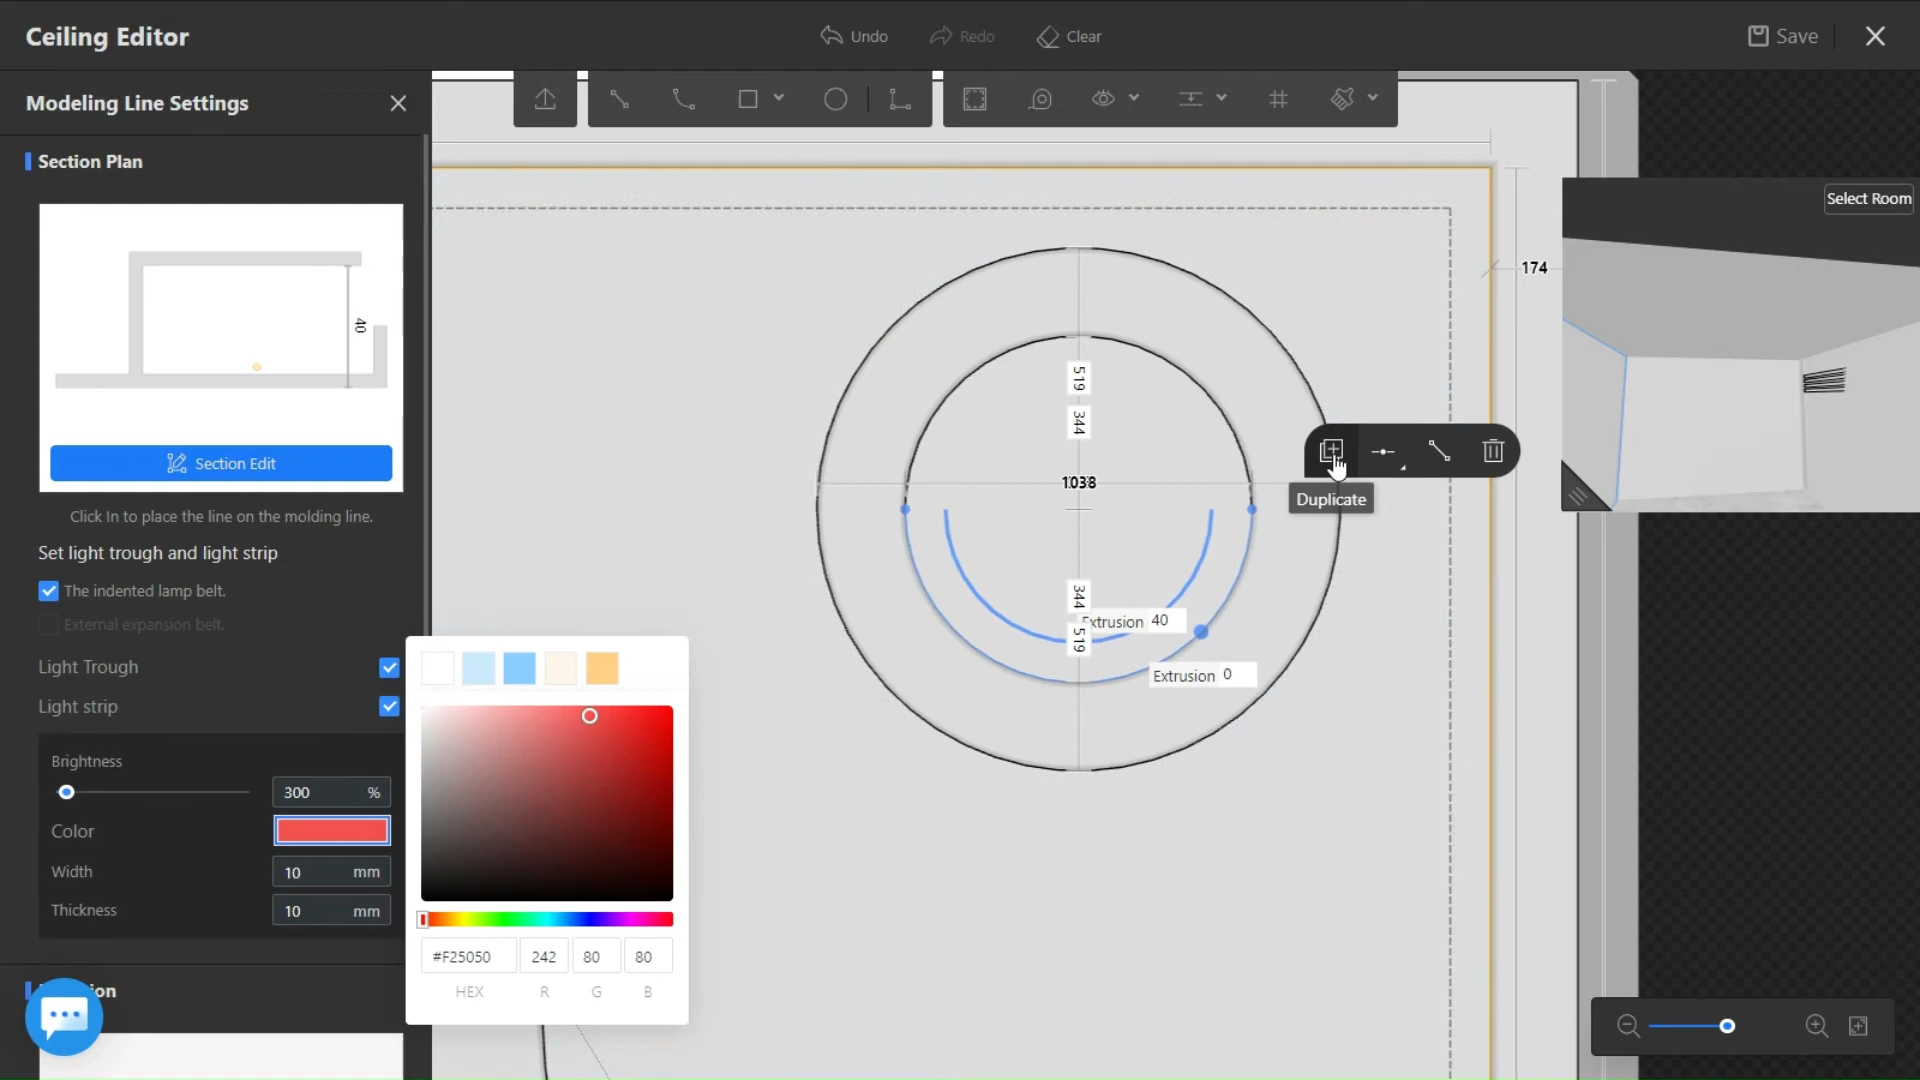 Ceiling Editor
Undo
Redo
Clear
Save
Modeling Line Settings
Section Plan
40
Section Edit
Click In to place the line on the molding line.
Set light trough and light strip
The indented lamp belt.
External expansion belt.
Light Trough
Light strip
Brightness
300 %
Color
Width
10 mm
Thickness
10 mm
#F25050 242 80 80
HEX R G B
519
344
1038
344
519
Extrusion 40
Extrusion 0
Duplicate
174
Select Room